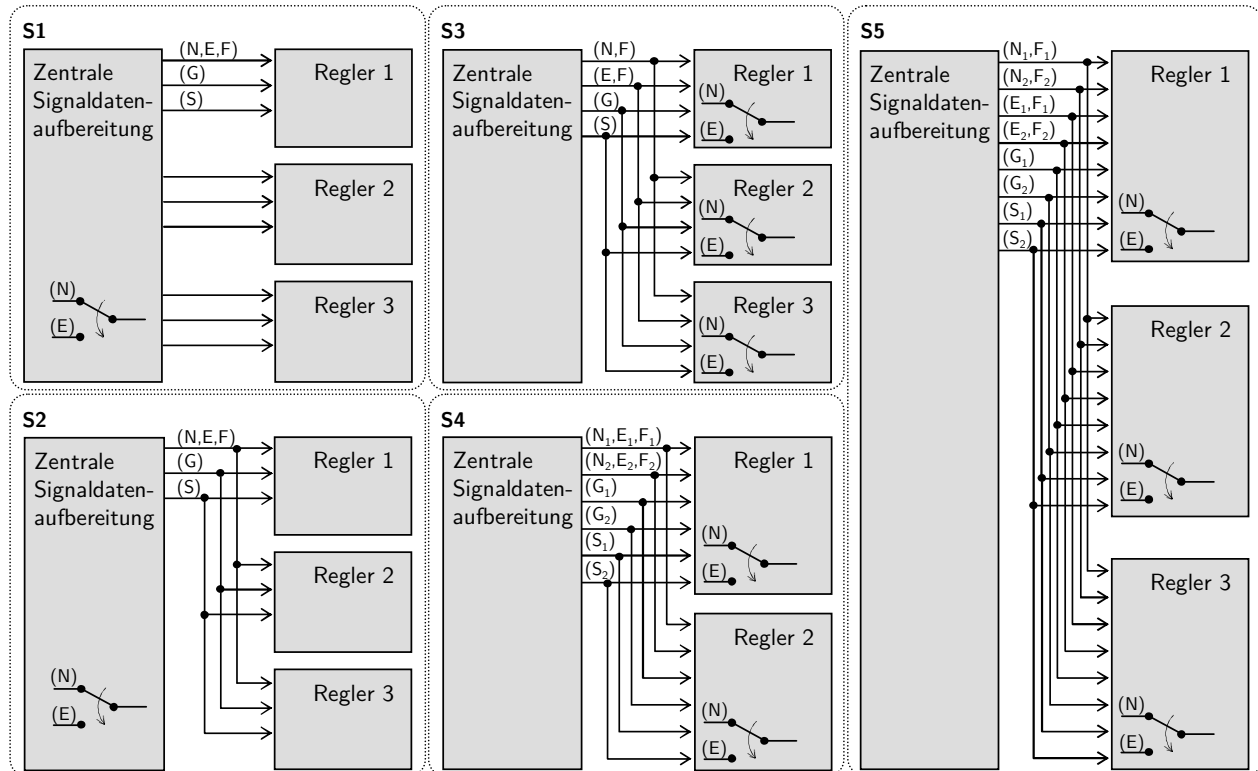 S1
Zentrale
Signaldaten-
aufbereitung
(N,E,F)
(G)
(S)
(N)
(E)
Regler 1
Regler 2
Regler 3
S2
Zentrale
Signaldaten-
aufbereitung
(N,E,F)
(G)
(S)
(N)
(E)
Regler 1
Regler 2
Regler 3
S3
Zentrale
Signaldaten-
aufbereitung
(N,F)
(E,F)
(G)
(S)
Regler 1
(N)
(E)
Regler 2
(N)
(E)
Regler 3
(N)
(E)
S4
Zentrale
Signaldaten-
aufbereitung
(N₁,E₁,F₁)
(N₂,E₂,F₂)
(G₁)
(G₂)
(S₁)
(S₂)
Regler 1
(N)
(E)
Regler 2
(N)
(E)
S5
Zentrale
Signaldaten-
aufbereitung
(N₁,F₁)
(N₂,F₂)
(E₁,F₁)
(E₂,F₂)
(G₁)
(G₂)
(S₁)
(S₂)
Regler 1
(N)
(E)
Regler 2
(N)
(E)
Regler 3
(N)
(E)